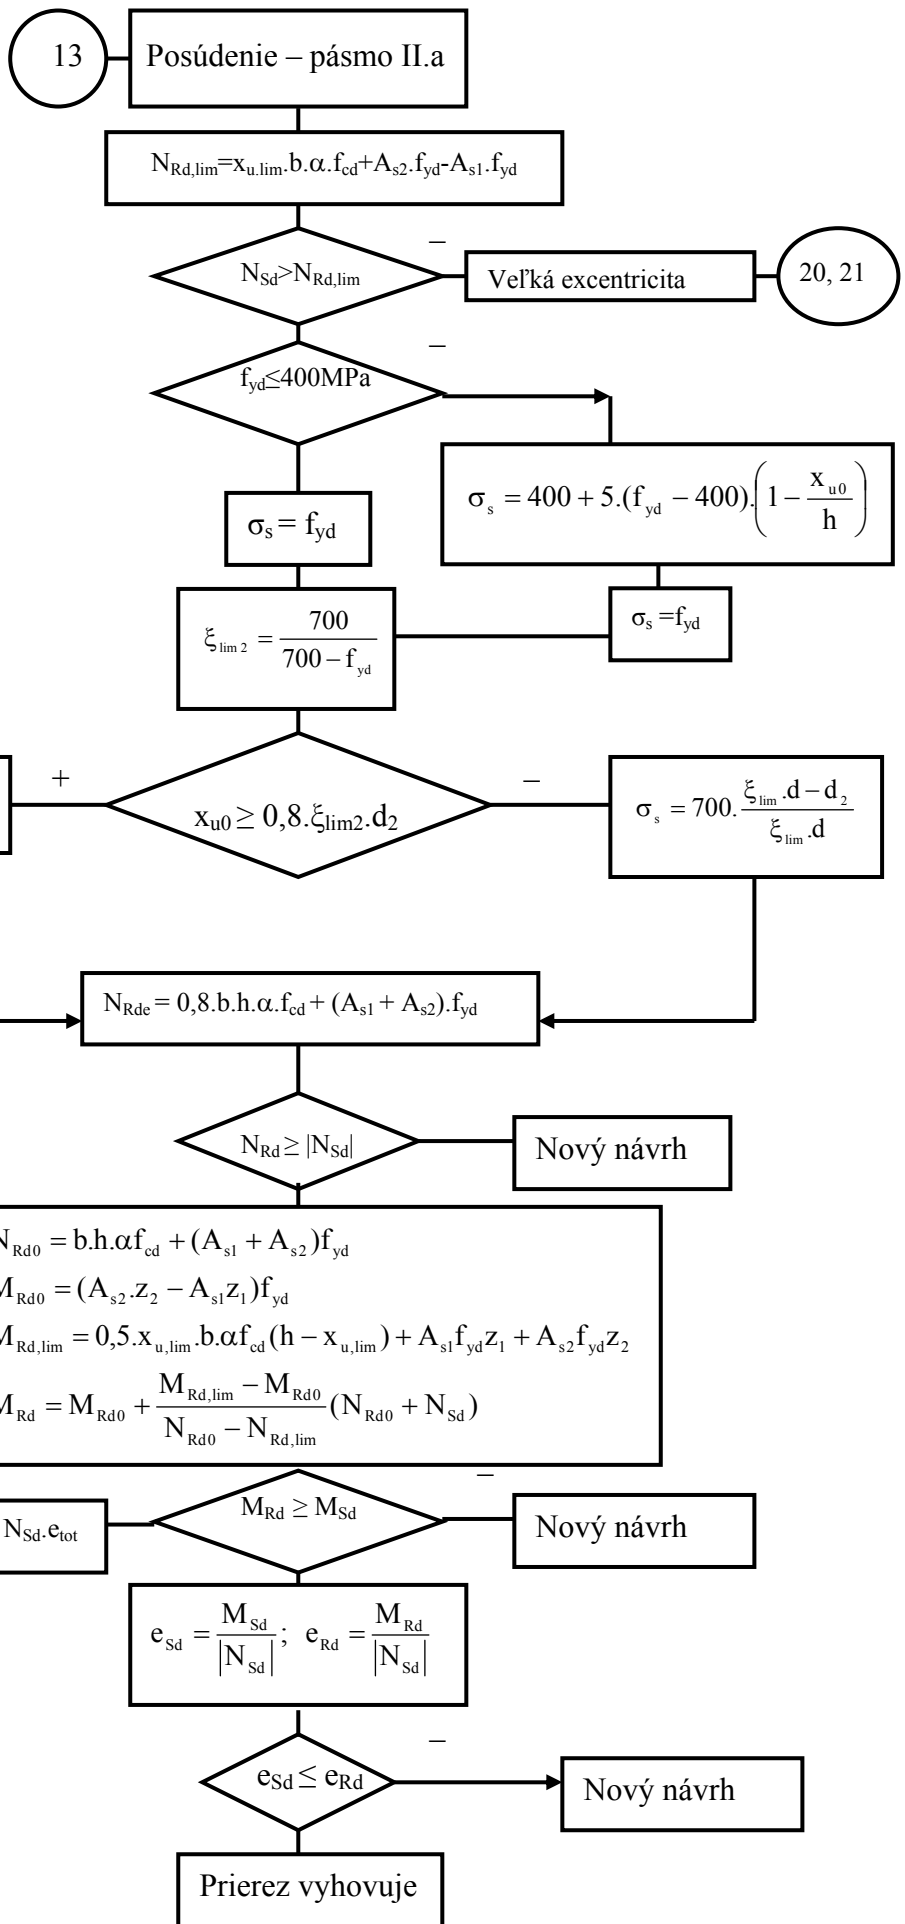 13
Posúdenie – pásmo II.a
N_Rd,lim=x_u.lim.b.α.f_cd+A_s2.f_yd-A_s1.f_yd
–
N_Sd>N_Rd,lim
Veľká excentricita
20, 21
–
f_yd≤400MPa
σ_s = 400 + 5.(f_yd – 400).(1 – x_u0/h)
σ_s = f_yd
σ_s =f_yd
ξ_lim 2 = 700/(700 – f_yd)
+
–
x_u0 ≥ 0,8.ξ_lim2.d_2
σ_s = 700.(ξ_lim.d – d_2)/(ξ_lim.d)
N_Rde = 0,8.b.h.α.f_cd + (A_s1 + A_s2).f_yd
N_Rd ≥ |N_Sd|
Nový návrh
N_Rd0 = b.h.αf_cd + (A_s1 + A_s2)f_yd
M_Rd0 = (A_s2.z_2 – A_s1z_1)f_yd
M_Rd,lim = 0,5.x_u,lim.b.αf_cd(h – x_u,lim) + A_s1f_ydz_1 + A_s2f_ydz_2
M_Rd = M_Rd0 + (M_Rd,lim – M_Rd0)/(N_Rd0 – N_Rd,lim)(N_Rd0 + N_Sd)
–
N_Sd.e_tot
M_Rd ≥ M_Sd
Nový návrh
e_Sd = M_Sd/|N_Sd|; e_Rd = M_Rd/|N_Sd|
–
e_Sd ≤ e_Rd
Nový návrh
Prierez vyhovuje